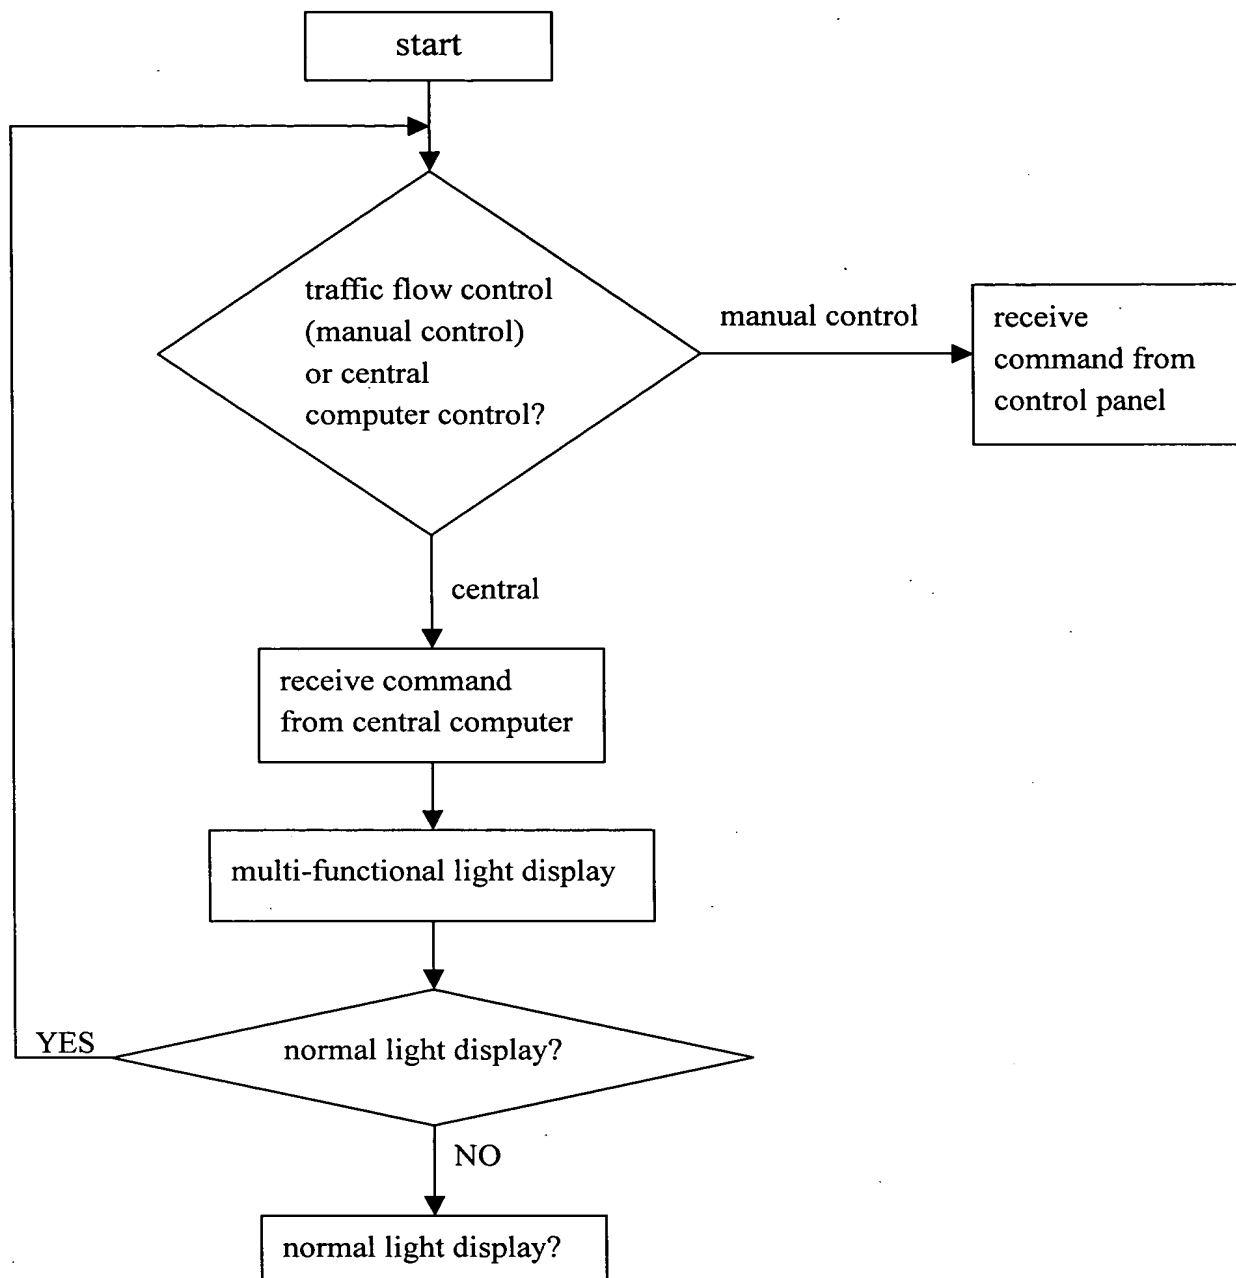 start
traffic flow control
(manual control)
or central
computer control?
manual control
receive
command from
control panel
central
receive command
from central computer
multi-functional light display
YES
normal light display?
NO
normal light display?